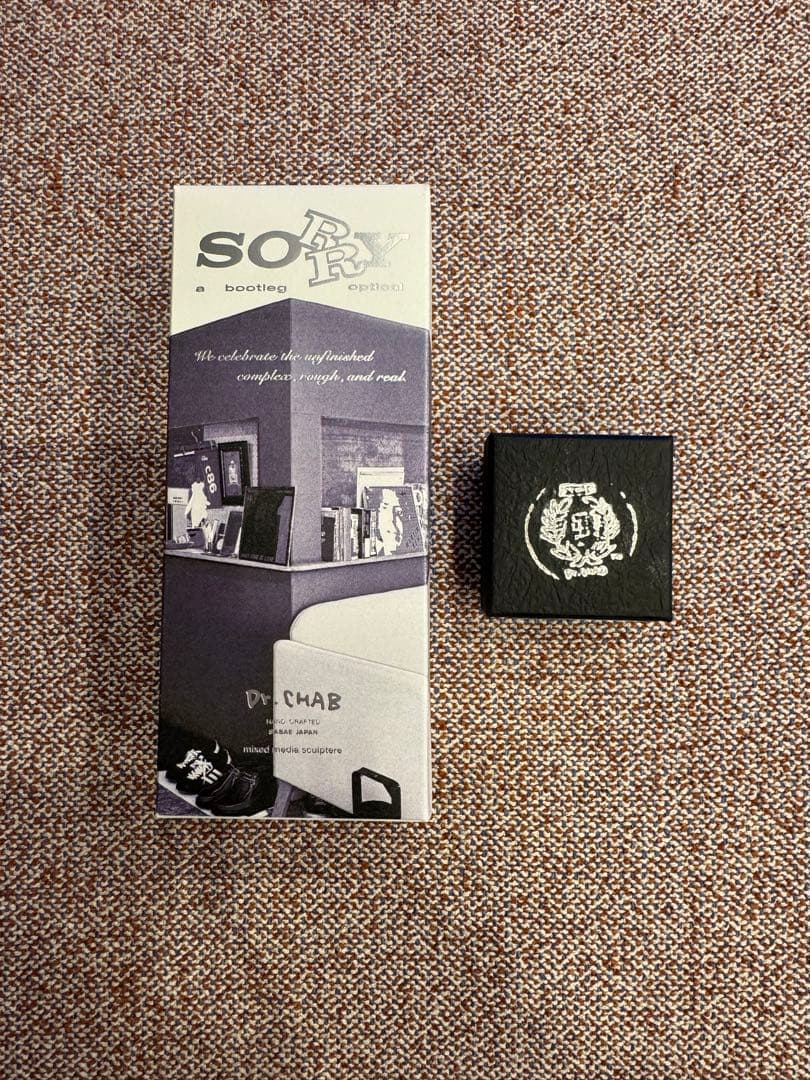 SORRY
a bootleg optical
We celebrate the unfinished
complex, rough, and real.
C86
Dr. CHAB
HAND CRAFTED
SABAE JAPAN
mixed media sculptere